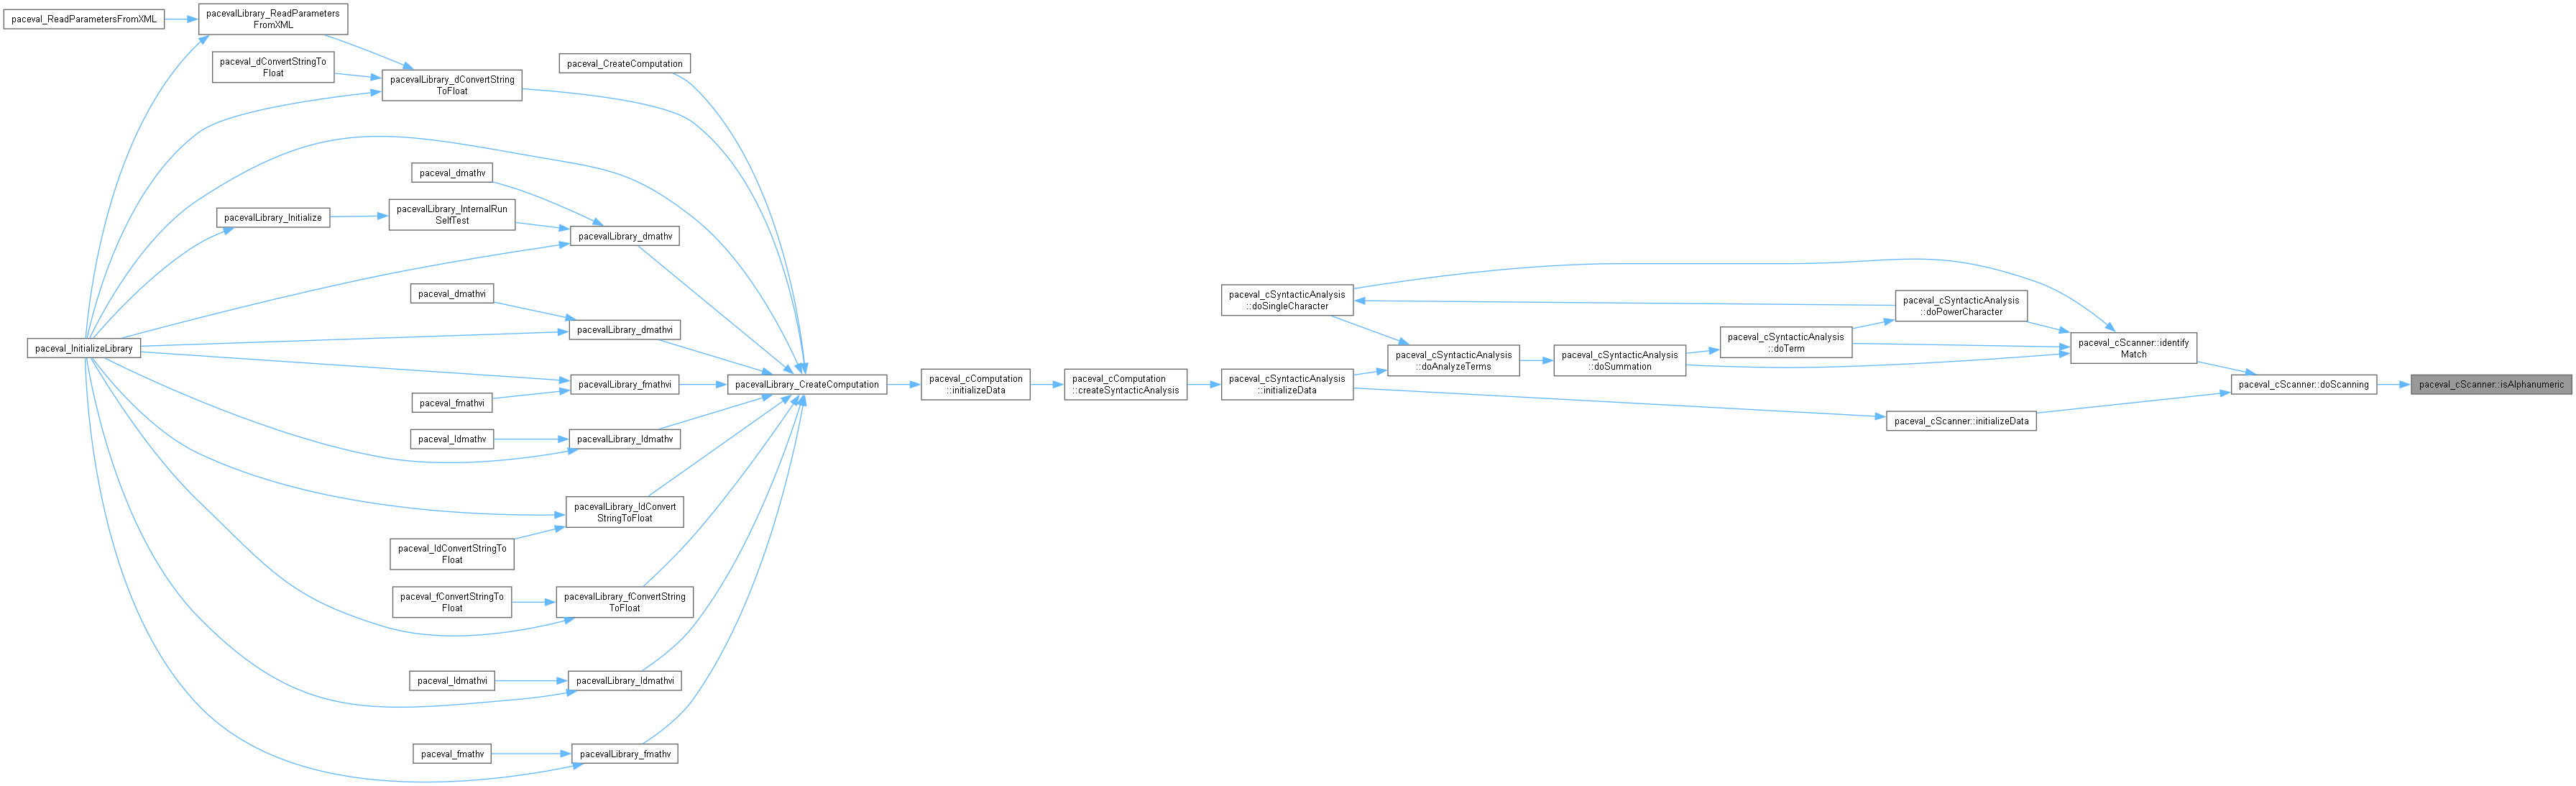 paceval_ReadParametersFromXML
pacevalLibrary_ReadParameters
FromXML
paceval_dConvertStringTo
Float
pacevalLibrary_dConvertString
ToFloat
paceval_CreateComputation
paceval_dmathv
pacevalLibrary_Initialize
pacevalLibrary_InternalRun
SelfTest
pacevalLibrary_dmathv
paceval_dmathvi
pacevalLibrary_dmathvi
paceval_InitializeLibrary
pacevalLibrary_fmathvi
paceval_fmathvi
paceval_ldmathv
pacevalLibrary_ldmathv
pacevalLibrary_ldConvert
StringToFloat
paceval_ldConvertStringTo
Float
paceval_fConvertStringTo
Float
pacevalLibrary_fConvertString
ToFloat
paceval_ldmathvi
pacevalLibrary_ldmathvi
paceval_fmathv
pacevalLibrary_fmathv
pacevalLibrary_CreateComputation
paceval_cComputation
::initializeData
paceval_cComputation
::createSyntacticAnalysis
paceval_cSyntacticAnalysis
::doSingleCharacter
paceval_cSyntacticAnalysis
::initializeData
paceval_cSyntacticAnalysis
::doAnalyzeTerms
paceval_cSyntacticAnalysis
::doSummation
paceval_cSyntacticAnalysis
::doTerm
paceval_cSyntacticAnalysis
::doPowerCharacter
paceval_cScanner::initializeData
paceval_cScanner::identify
Match
paceval_cScanner::doScanning
paceval_cScanner::isAlphanumeric